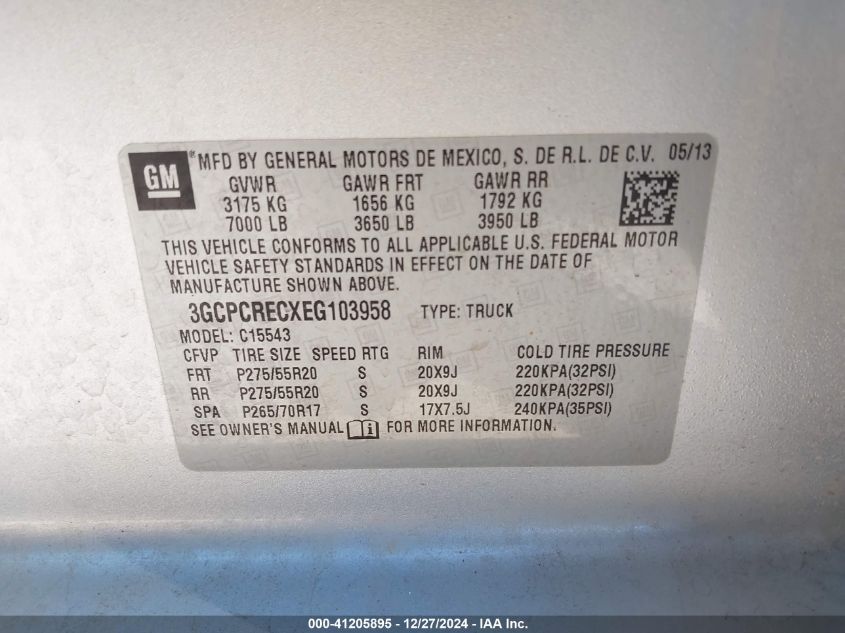 GM *MFD BY GENERAL MOTORS DE MEXICO, S. DE R.L. DE C.V. 05/13
GVWR GAWR FRT GAWR RR
3175 KG 1656 KG 1792 KG
7000 LB 3650 LB 3950 LB
THIS VEHICLE CONFORMS TO ALL APPLICABLE U.S. FEDERAL MOTOR
VEHICLE SAFETY STANDARDS IN EFFECT ON THE DATE OF
MANUFACTURE SHOWN ABOVE.
3GCPCRECXEG103958 TYPE: TRUCK
MODEL: C15543
CFVP TIRE SIZE SPEED RTG RIM COLD TIRE PRESSURE
FRT P275/55R20 S 20X9J 220KPA(32PSI)
RR P275/55R20 S 20X9J 220KPA(32PSI)
SPA P265/70R17 S 17X7.5J 240KPA(35PSI)
SEE OWNER'S MANUAL i FOR MORE INFORMATION.
000-41205895 - 12/27/2024 - IAA Inc.